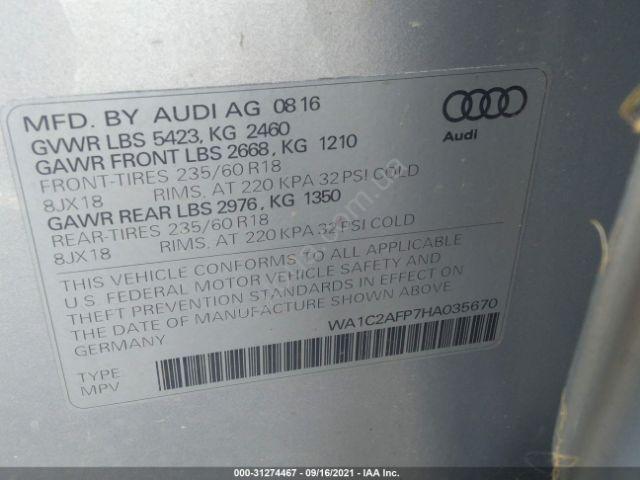 MFD. BY AUDI AG 0816
GVWR LBS 5423, KG 2460
GAWR FRONT LBS 2668, KG 1210
FRONT-TIRES 235/60 R18
8JX18 RIMS, AT 220 KPA 32 PSI COLD
GAWR REAR LBS 2976, KG 1350
REAR-TIRES 235/60 R18
8JX18 RIMS, AT 220 KPA 32 PSI COLD
Audi
THIS VEHICLE CONFORMS TO ALL APPLICABLE
U.S. FEDERAL MOTOR VEHICLE SAFETY AND
THEFT PREVENTION STANDARDS IN EFFECT ON
THE DATE OF MANUFACTURE SHOWN ABOVE
GERMANY
WA1C2AFP7HA035670
TYPE
MPV
000-31274467 - 09/16/2021 - IAA Inc.